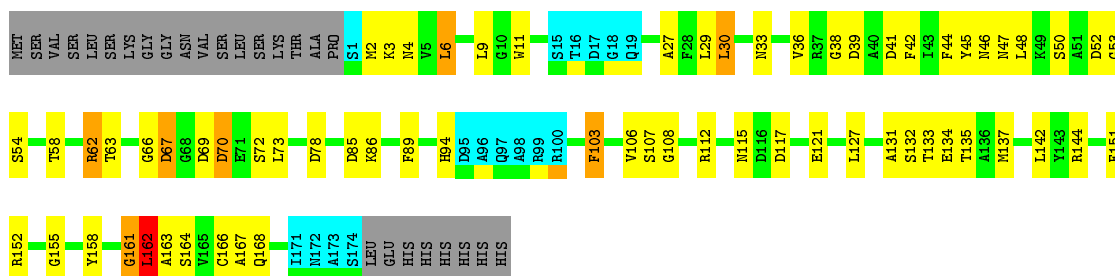 MET SER VAL SER LEU SER LYS GLY GLY ASN VAL SER LEU SER LYS THR ALA PRO S1 M2 K3 N4 V5 L6 L9 G10 W11 S15 T16 D17 G18 Q19 A27 F28 L29 L30 N33 V36 R37 G38 D39 A40 D41 F42 I43 F44 Y45 N46 N47 L48 K49 S50 A51 D52 G53
S54 T58 R62 T63 G66 D67 G68 D69 D70 E71 S72 L73 D78 D85 K86 F89 H94 D95 A96 Q97 A98 R99 R100 F103 V106 S107 G108 R112 N115 D116 D117 E121 L127 A131 S132 T133 E134 T135 A136 M137 L142 Y143 R144
R152 G155 Y158 G161 L162 A163 S164 V165 C166 A167 Q168 I171 N172 A173 S174 LEU GLU HIS HIS HIS HIS HIS HIS